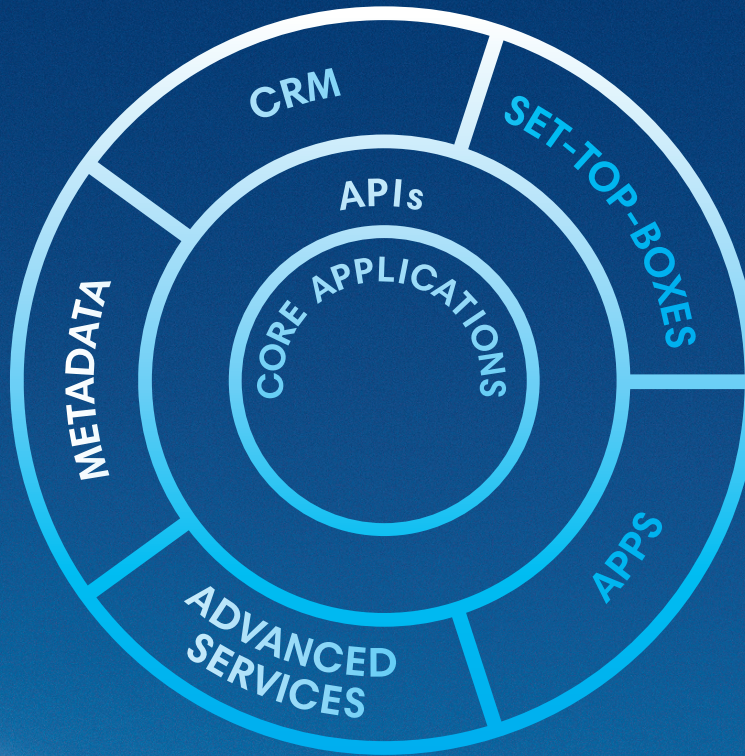 CRM
SET-TOP-BOXES
APIs
CORE APPLICATIONS
METADATA
APPS
ADVANCED
SERVICES